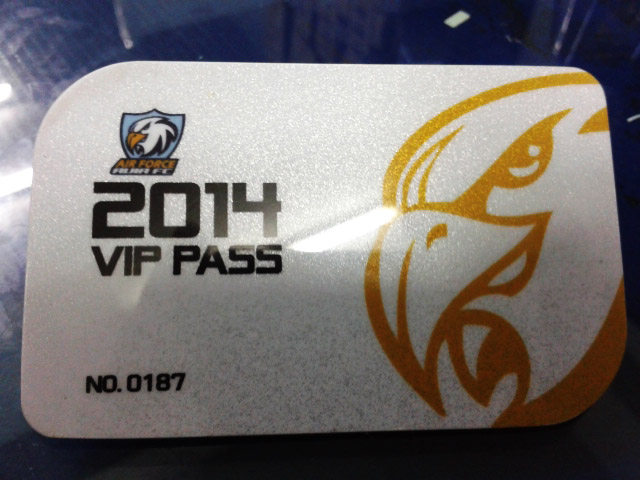 AIR FORCE
AVIA FC
2014
VIP PASS
NO. 0187